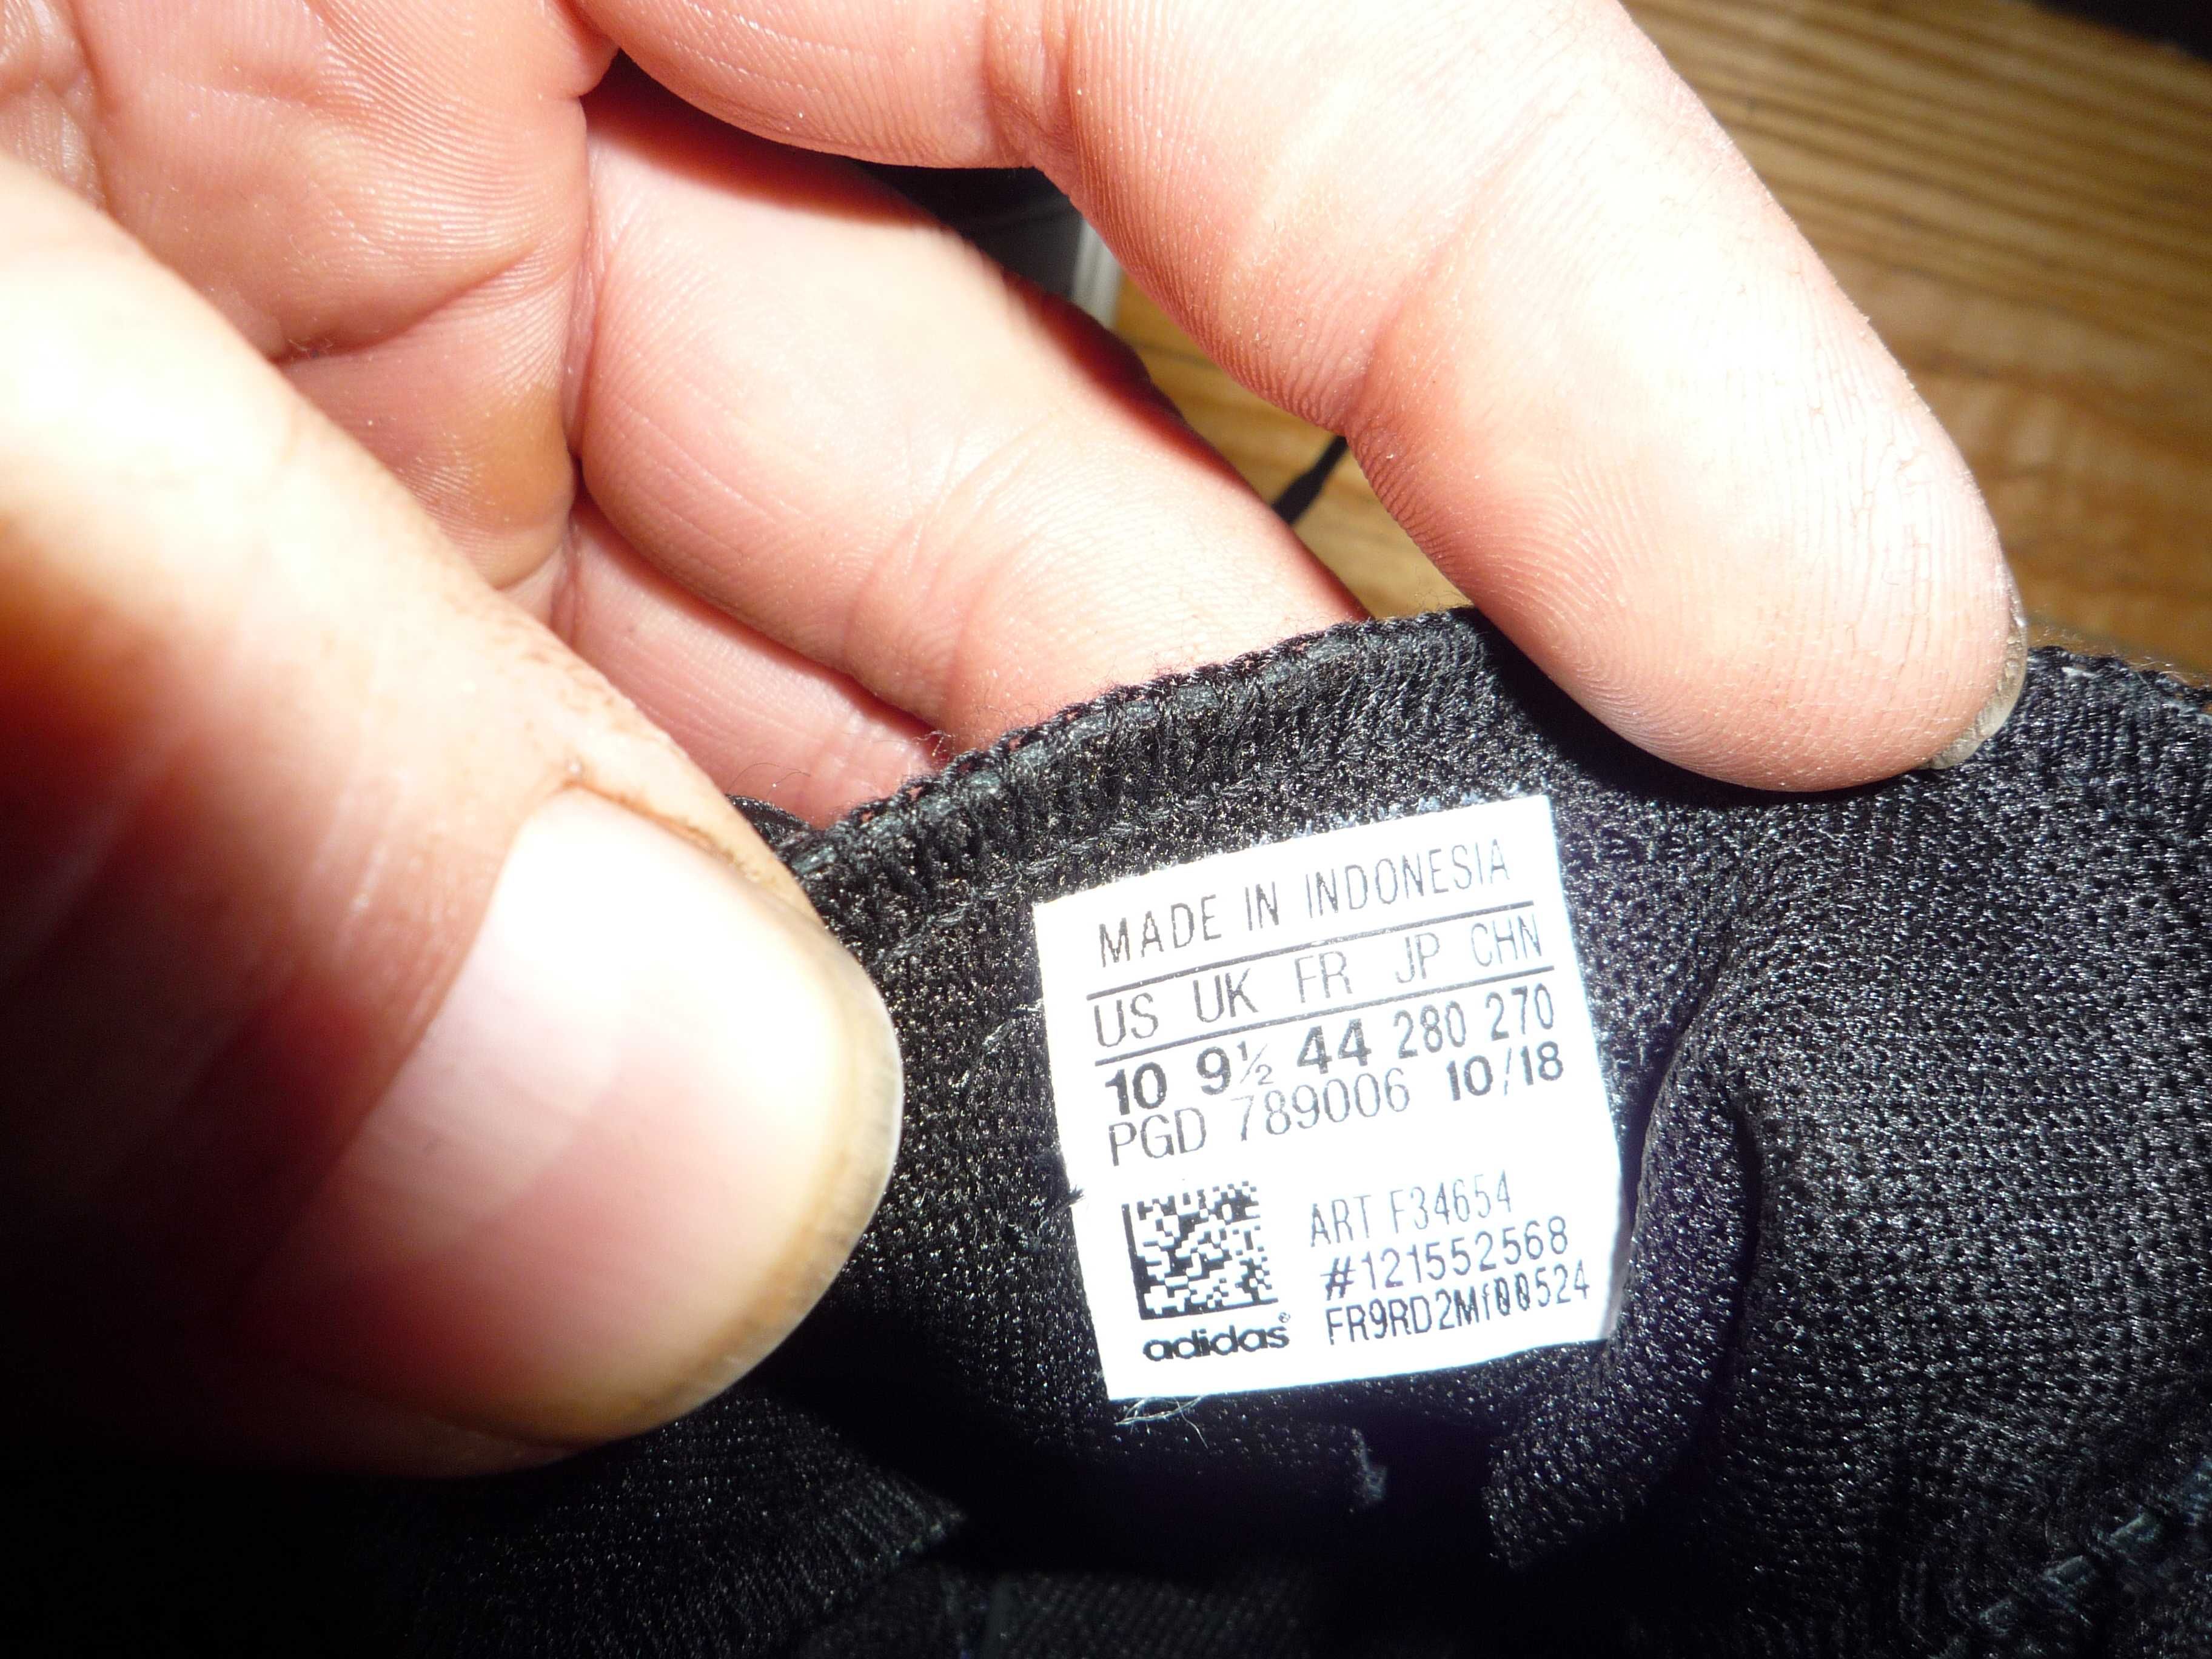 MADE IN INDONESIA
US UK FR JP CHN
10 9½ 44 280 270
PGD 789006 10/18
ART F34654
#121552568
FR9RD2Mf00524
adidas®